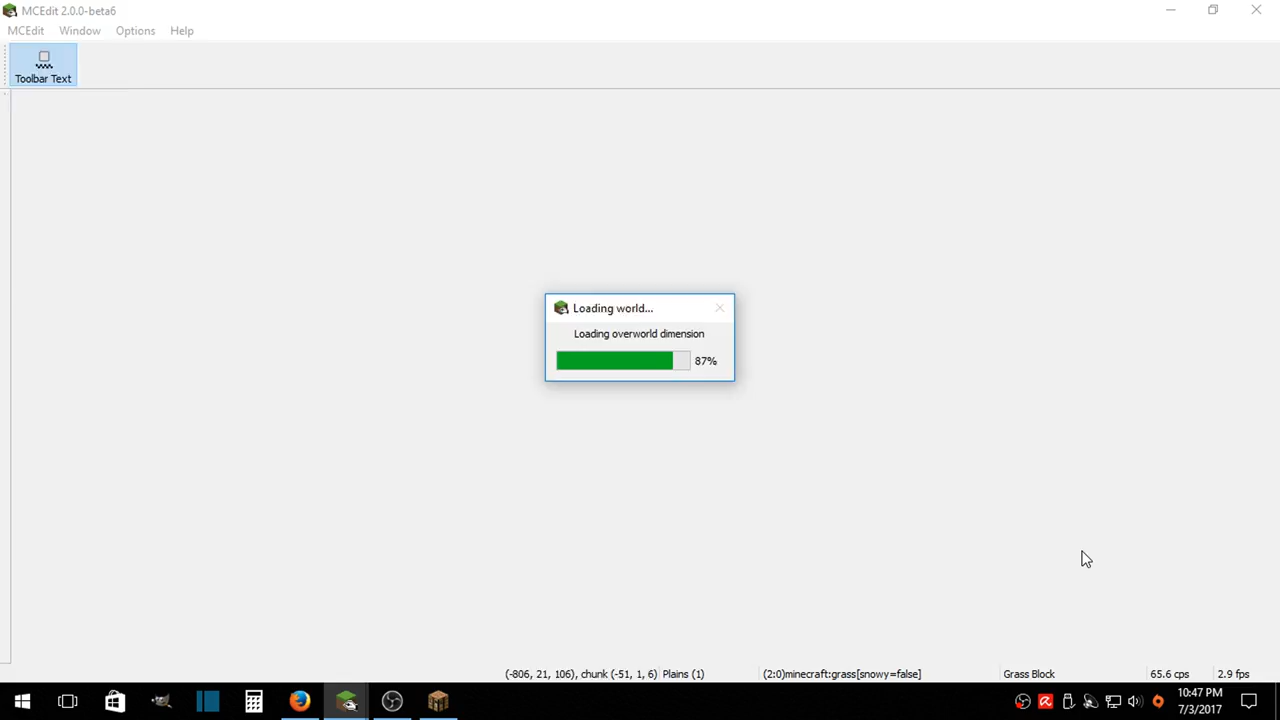 MCEdit 2.0.0-beta6
MCEdit Window Options Help
Toolbar Text
Loading world...
Loading overworld dimension
87%
(-806, 21, 106), chunk (-51, 1, 6) Plains (1) (2:0)minecraft:grass[snowy=false] Grass Block 65.6 cps 2.9 fps
10:47 PM
7/3/2017